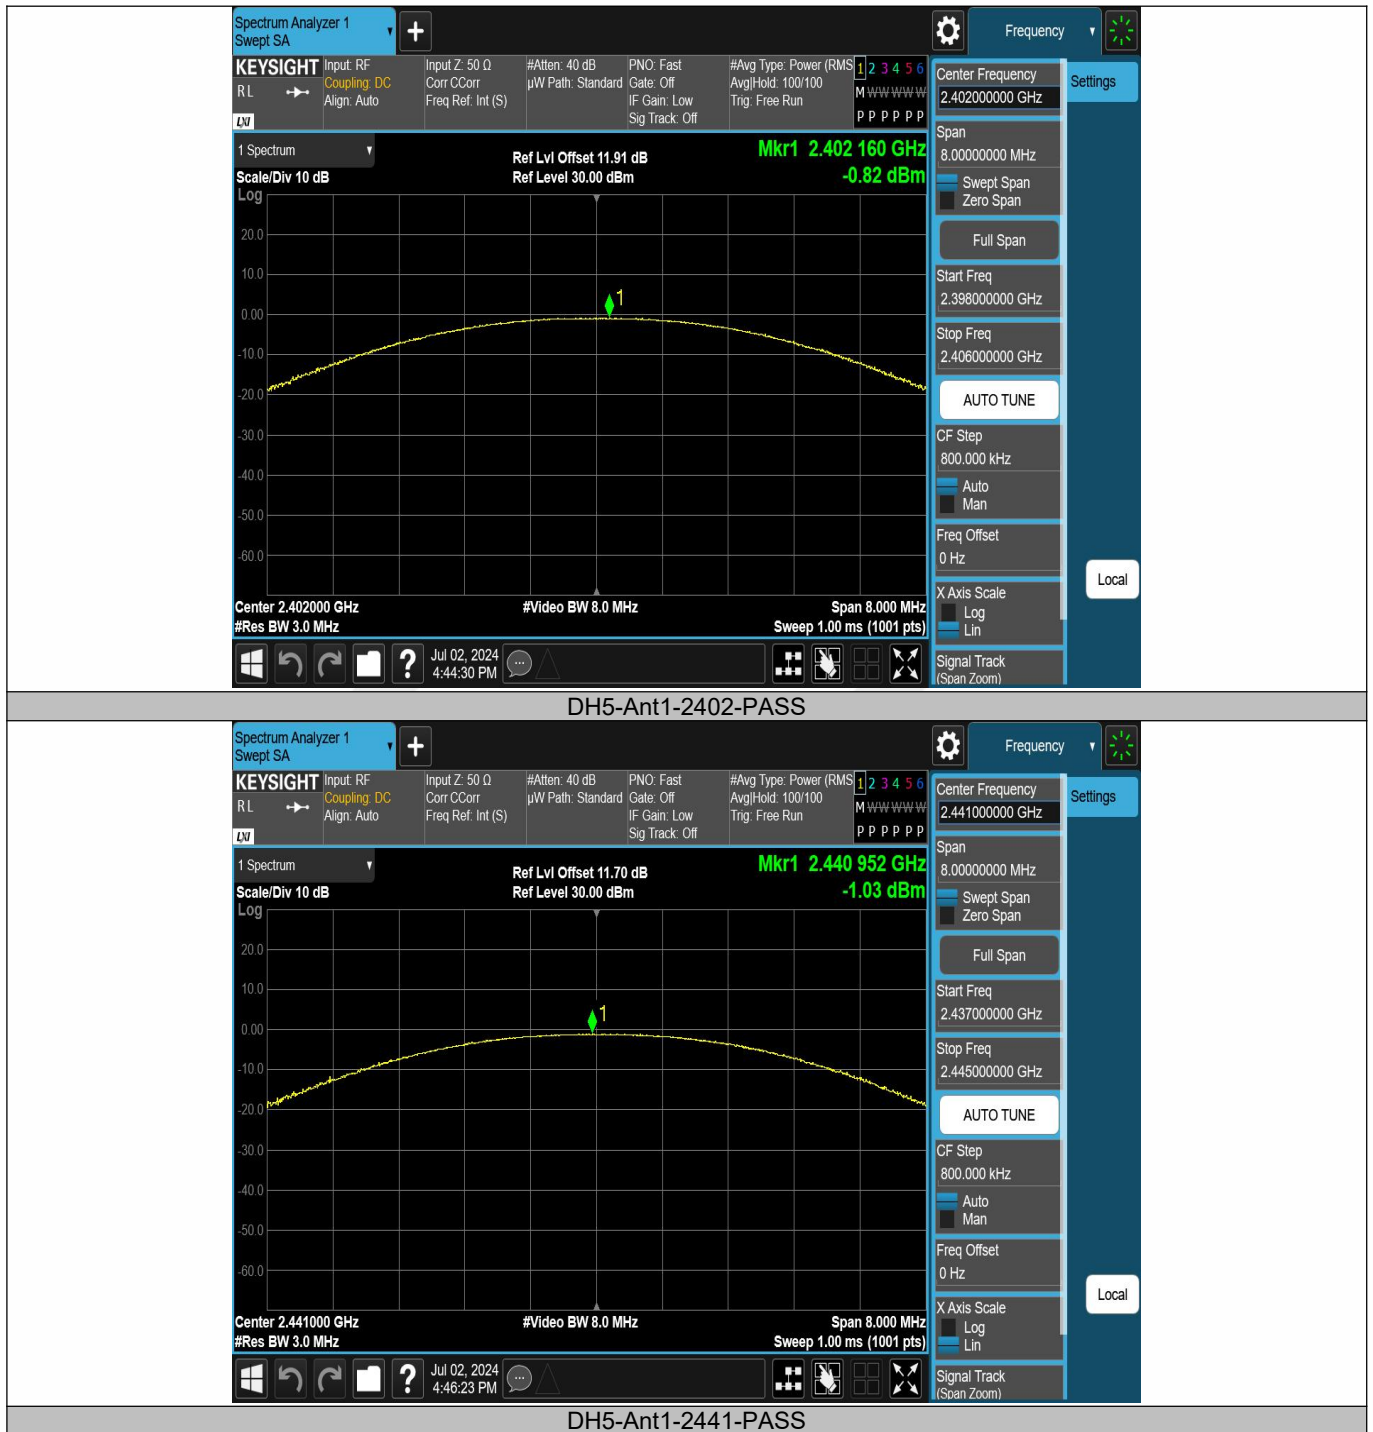 Spectrum Analyzer 1
Swept SA
+
Frequency
KEYSIGHT
R L
LXI
Input: RF
Coupling: DC
Align: Auto
Input Z: 50 Ω
Corr CCorr
Freq Ref: Int (S)
#Atten: 40 dB
µW Path: Standard
PNO: Fast
Gate: Off
IF Gain: Low
Sig Track: Off
#Avg Type: Power (RMS
Avg|Hold: 100/100
Trig: Free Run
1 2 3 4 5 6
M W W W W W
P P P P P P
1 Spectrum
Scale/Div 10 dB
Log
Ref Lvl Offset 11.91 dB
Ref Level 30.00 dBm
Mkr1 2.402 160 GHz
-0.82 dBm
1
20.0
10.0
0.00
-10.0
-20.0
-30.0
-40.0
-50.0
-60.0
Center 2.402000 GHz
#Res BW 3.0 MHz
#Video BW 8.0 MHz
Span 8.000 MHz
Sweep 1.00 ms (1001 pts)
?
Jul 02, 2024
4:44:30 PM
Center Frequency
2.402000000 GHz
Settings
Span
8.00000000 MHz
Swept Span
Zero Span
Full Span
Start Freq
2.398000000 GHz
Stop Freq
2.406000000 GHz
AUTO TUNE
CF Step
800.000 kHz
Auto
Man
Freq Offset
0 Hz
X Axis Scale
Log
Lin
Local
Signal Track
(Span Zoom)
DH5-Ant1-2402-PASS
Spectrum Analyzer 1
Swept SA
+
Frequency
KEYSIGHT
R L
LXI
Input: RF
Coupling: DC
Align: Auto
Input Z: 50 Ω
Corr CCorr
Freq Ref: Int (S)
#Atten: 40 dB
µW Path: Standard
PNO: Fast
Gate: Off
IF Gain: Low
Sig Track: Off
#Avg Type: Power (RMS
Avg|Hold: 100/100
Trig: Free Run
1 2 3 4 5 6
M W W W W W
P P P P P P
1 Spectrum
Scale/Div 10 dB
Log
Ref Lvl Offset 11.70 dB
Ref Level 30.00 dBm
Mkr1 2.440 952 GHz
-1.03 dBm
1
20.0
10.0
0.00
-10.0
-20.0
-30.0
-40.0
-50.0
-60.0
Center 2.441000 GHz
#Res BW 3.0 MHz
#Video BW 8.0 MHz
Span 8.000 MHz
Sweep 1.00 ms (1001 pts)
?
Jul 02, 2024
4:46:23 PM
Center Frequency
2.441000000 GHz
Settings
Span
8.00000000 MHz
Swept Span
Zero Span
Full Span
Start Freq
2.437000000 GHz
Stop Freq
2.445000000 GHz
AUTO TUNE
CF Step
800.000 kHz
Auto
Man
Freq Offset
0 Hz
X Axis Scale
Log
Lin
Local
Signal Track
(Span Zoom)
DH5-Ant1-2441-PASS